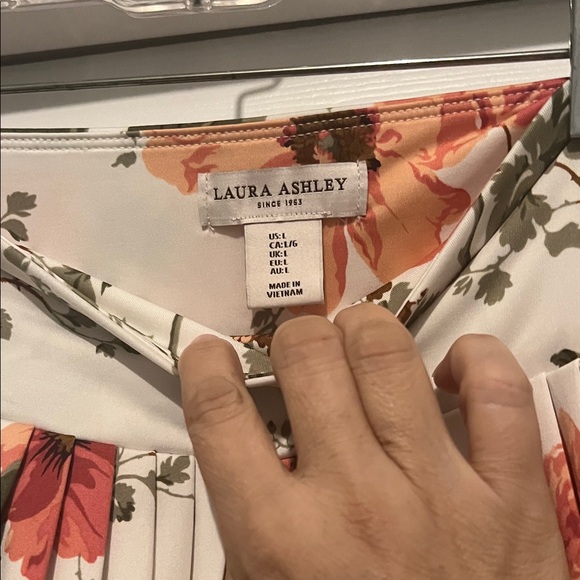 LAURA ASHLEY
SINCE 1953
US: L
CA: L/G
UK: L
EU: L
AU: L
MADE IN
VIETNAM